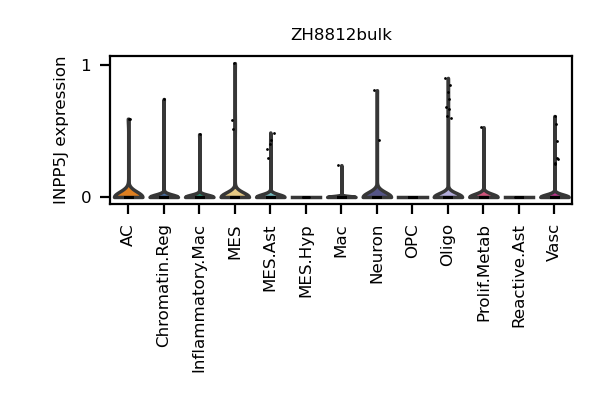 ZH8812bulk
INPP5J expression
1
0
AC
Chromatin.Reg
Inflammatory.Mac
MES
MES.Ast
MES.Hyp
Mac
Neuron
OPC
Oligo
Prolif.Metab
Reactive.Ast
Vasc